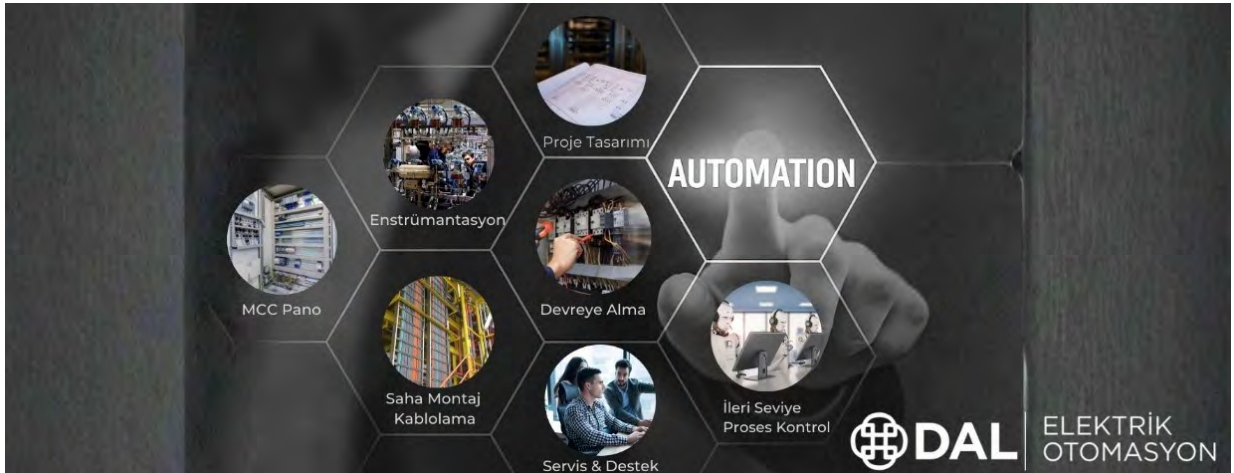 Proje Tasarımı
AUTOMATION
Enstrümantasyon
MCC Pano
Devreye Alma
Saha Montaj
Kablolama
İleri Seviye
Proses Kontrol
Servis & Destek
DAL
ELEKTRİK
OTOMASYON